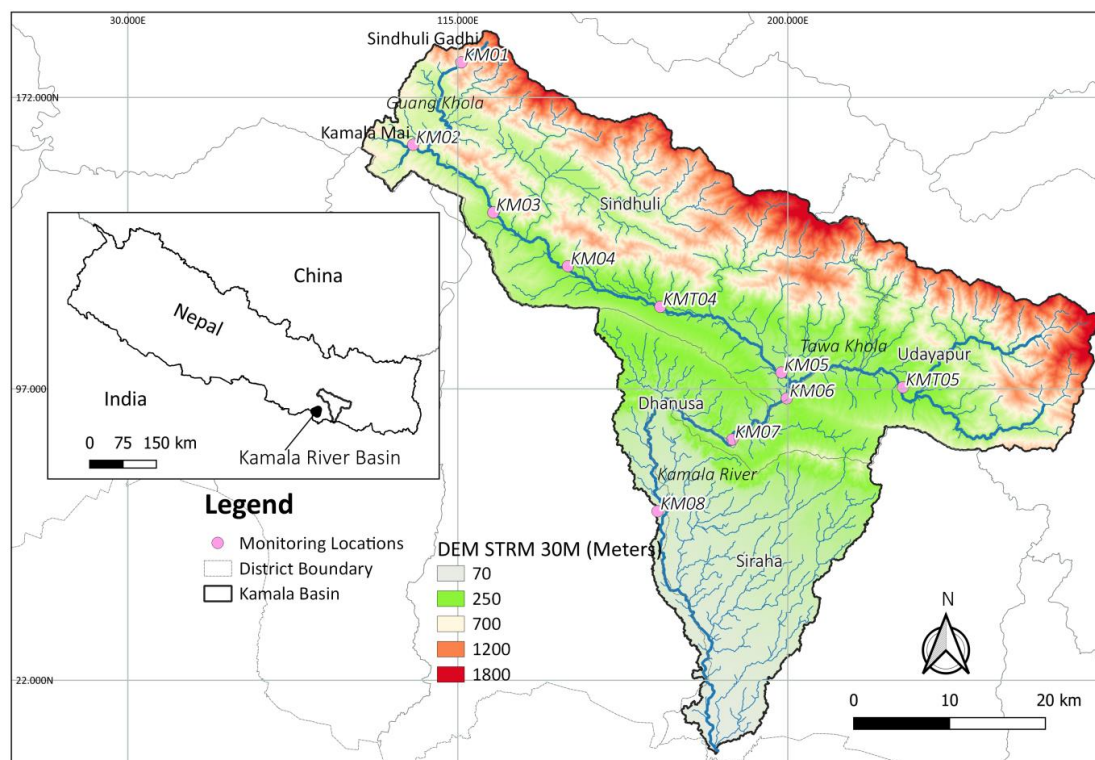 30.000E 115.000E 200.000E
Sindhuli Gadhi
KM01
172.000N
Guang Khola
Kamala Mai
KM02
KM03
Sindhuli
KM04
KMT04
Tawa Khola
Udayapur
KM05
KMT05
97.000
KM06
Dhanusa
KM07
Kamala River
KM08
Siraha
22.000N
China
Nepal
India
0 75 150 km
Kamala River Basin
Legend
Monitoring Locations
District Boundary
Kamala Basin
DEM STRM 30M (Meters)
70
250
700
1200
1800
N
0 10 20 km